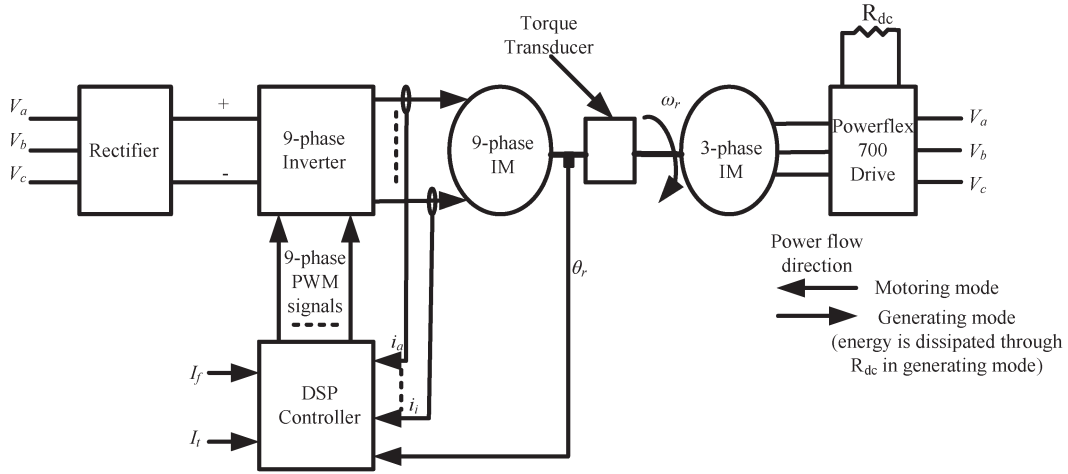 R_dc
Torque
Transducer
V_a
V_b
V_c
Rectifier
+
-
9-phase
Inverter
9-phase
IM
ω_r
3-phase
IM
Powerflex
700
Drive
V_a
V_b
V_c
9-phase
PWM
signals
θ_r
Power flow
direction
Motoring mode
Generating mode
(energy is dissipated through
R_dc in generating mode)
i_a
i_i
I_f
I_t
DSP
Controller